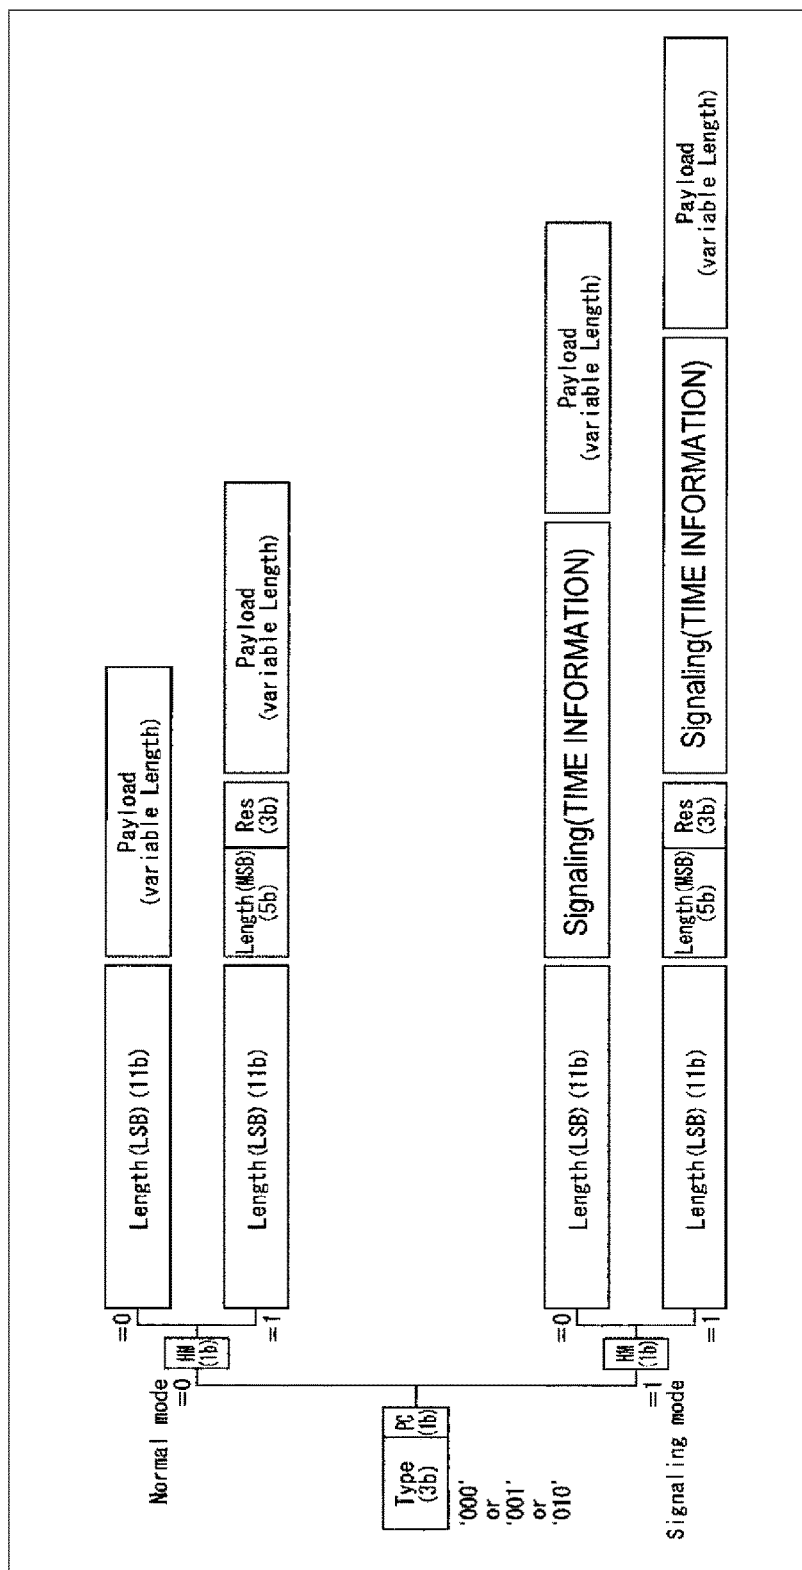 Type
(3b)
PC
(1b)
'000'
or
'001'
or
'010'
Normal mode
=0
HM
(1b)
=0
Length(LSB) (11b)
Payload
(variable Length)
=1
Length(LSB) (11b)
Length(MSB)
(5b)
Res
(3b)
Payload
(variable Length)
Signaling mode
=1
HM
(1b)
=0
Length(LSB) (11b)
Signaling(TIME INFORMATION)
Payload
(variable Length)
=1
Length(LSB) (11b)
Length(MSB)
(5b)
Res
(3b)
Signaling(TIME INFORMATION)
Payload
(variable Length)